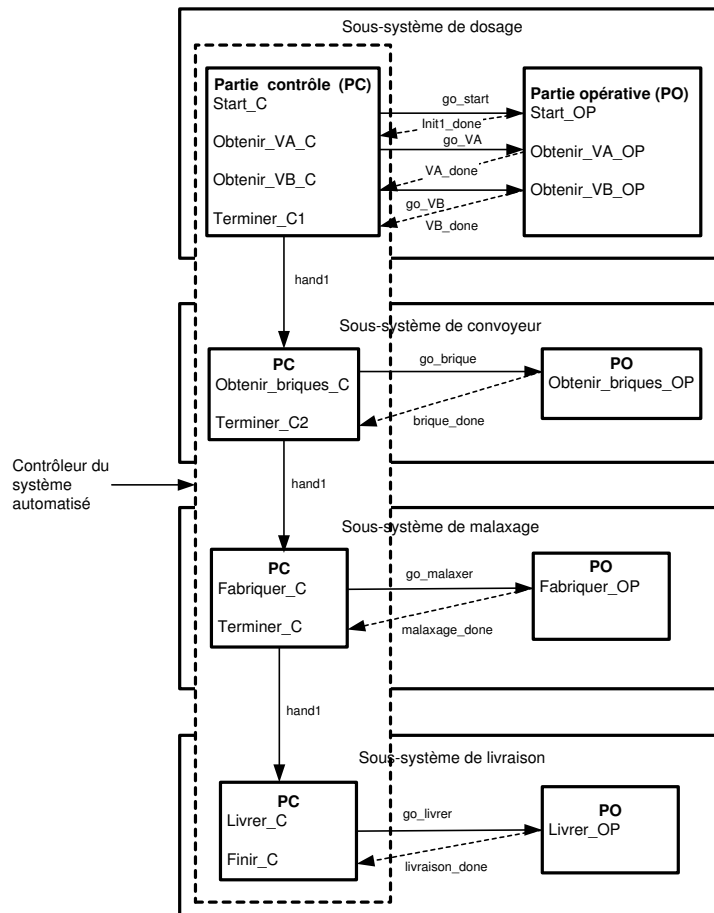 Sous-système de dosage
Partie contrôle (PC)
Start_C
Obtenir_VA_C
Obtenir_VB_C
Terminer_C1
go_start
Init1_done
go_VA
VA_done
go_VB
VB_done
Partie opérative (PO)
Start_OP
Obtenir_VA_OP
Obtenir_VB_OP
hand1
Sous-système de convoyeur
PC
Obtenir_briques_C
Terminer_C2
go_brique
brique_done
PO
Obtenir_briques_OP
Contrôleur du
système
automatisé
hand1
Sous-système de malaxage
PC
Fabriquer_C
Terminer_C
go_malaxer
malaxage_done
PO
Fabriquer_OP
hand1
Sous-système de livraison
PC
Livrer_C
Finir_C
go_livrer
livraison_done
PO
Livrer_OP